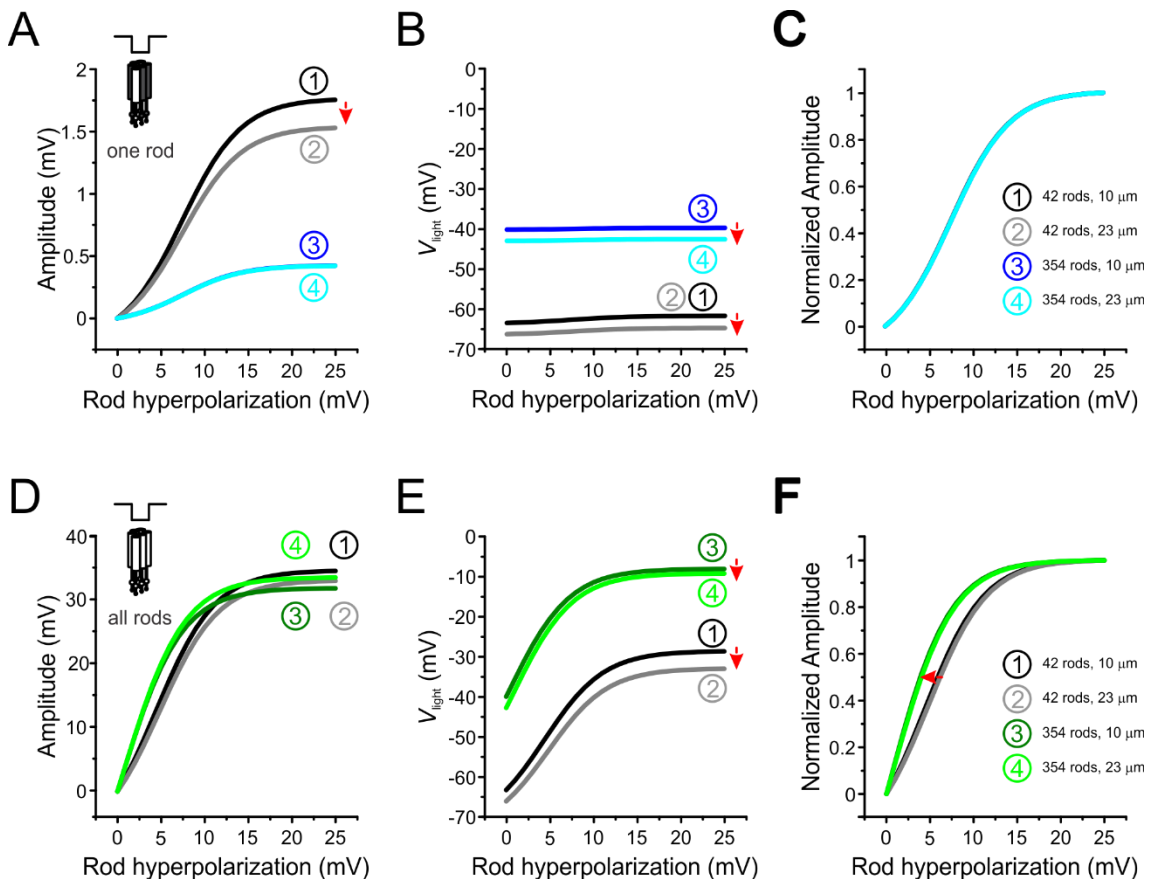 A
one rod
Amplitude (mV)
2
1.5
1
0.5
0
1
2
3
4
0 5 10 15 20 25
Rod hyperpolarization (mV)
B
Vlight (mV)
0
-10
-20
-30
-40
-50
-60
-70
3
4
2 1
0 5 10 15 20 25
Rod hyperpolarization (mV)
C
Normalized Amplitude
1
0.8
0.6
0.4
0.2
0
1 42 rods, 10 μm
2 42 rods, 23 μm
3 354 rods, 10 μm
4 354 rods, 23 μm
0 5 10 15 20 25
Rod hyperpolarization (mV)
D
all rods
Amplitude (mV)
40
30
20
10
0
4 1
3 2
0 5 10 15 20 25
Rod hyperpolarization (mV)
E
Vlight (mV)
0
-10
-20
-30
-40
-50
-60
-70
3
4
1
2
0 5 10 15 20 25
Rod hyperpolarization (mV)
F
Normalized Amplitude
1
0.8
0.6
0.4
0.2
0
1 42 rods, 10 μm
2 42 rods, 23 μm
3 354 rods, 10 μm
4 354 rods, 23 μm
0 5 10 15 20 25
Rod hyperpolarization (mV)